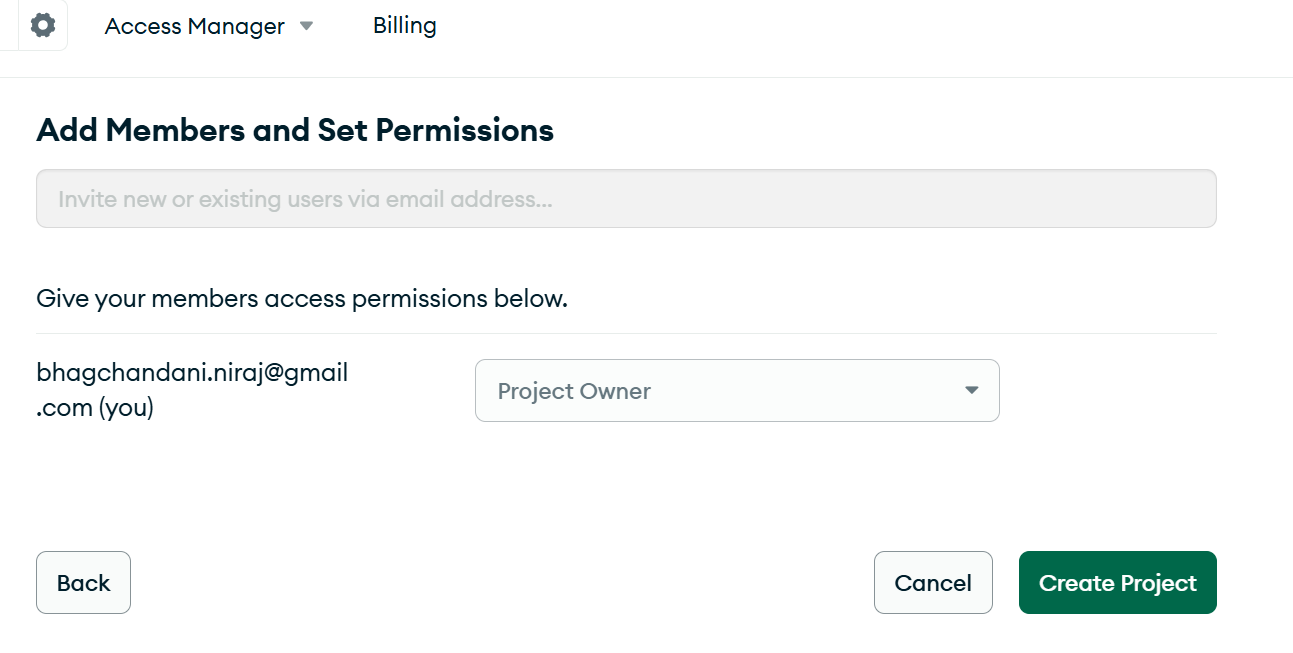 Access Manager Billing
Add Members and Set Permissions
Invite new or existing users via email address...
Give your members access permissions below.
bhagchandani.niraj@gmail
.com (you)
Project Owner
Back Cancel Create Project